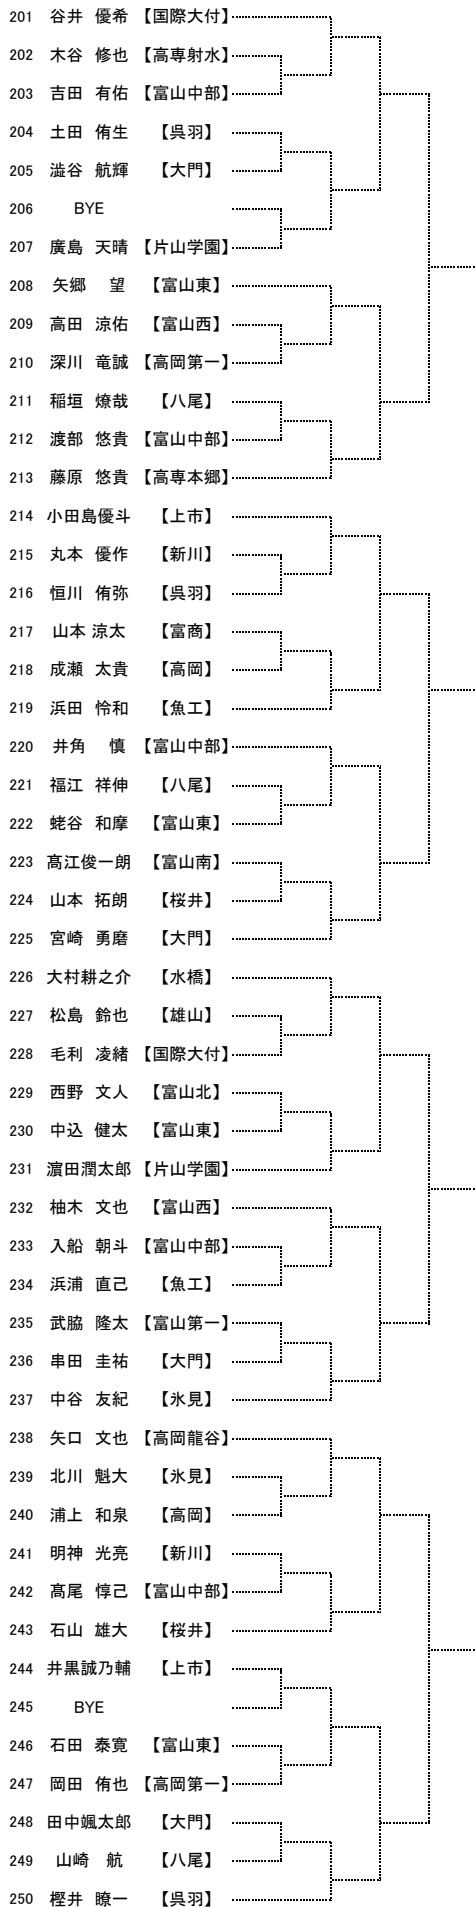 201 谷井 優希 【国際大付】
202 木谷 修也 【高専射水】
203 吉田 有佑 【富山中部】
204 土田 侑生 【呉羽】
205 澁谷 航輝 【大門】
206 BYE
207 廣島 天晴 【片山学園】
208 矢郷 望 【富山東】
209 高田 涼佑 【富山西】
210 深川 竜誠 【高岡第一】
211 稲垣 燎哉 【八尾】
212 渡部 悠貴 【富山中部】
213 藤原 悠貴 【高専本郷】
214 小田島優斗 【上市】
215 丸本 優作 【新川】
216 恒川 侑弥 【呉羽】
217 山本 涼太 【富商】
218 成瀬 太貴 【高岡】
219 浜田 怜和 【魚工】
220 井角 慎 【富山中部】
221 福江 祥伸 【八尾】
222 蛯谷 和摩 【富山東】
223 髙江俊一朗 【富山南】
224 山本 拓朗 【桜井】
225 宮崎 勇磨 【大門】
226 大村耕之介 【水橋】
227 松島 鈴也 【雄山】
228 毛利 凌緒 【国際大付】
229 西野 文人 【富山北】
230 中込 健太 【富山東】
231 濵田潤太郎 【片山学園】
232 柚木 文也 【富山西】
233 入船 朝斗 【富山中部】
234 浜浦 直己 【魚工】
235 武脇 隆太 【富山第一】
236 串田 圭祐 【大門】
237 中谷 友紀 【氷見】
238 矢口 文也 【高岡龍谷】
239 北川 魁大 【氷見】
240 浦上 和泉 【高岡】
241 明神 光亮 【新川】
242 髙尾 惇己 【富山中部】
243 石山 雄大 【桜井】
244 井黒誠乃輔 【上市】
245 BYE
246 石田 泰寛 【富山東】
247 岡田 侑也 【高岡第一】
248 田中颯太郎 【大門】
249 山崎 航 【八尾】
250 樫井 瞭一 【呉羽】